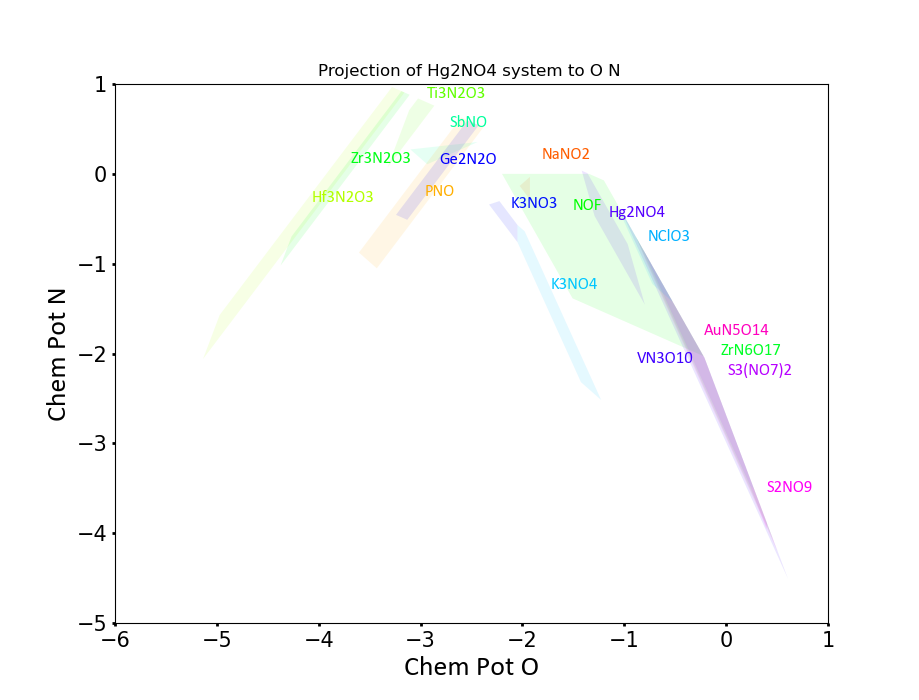 Projection of Hg2NO4 system to O N
Ti3N2O3
SbNO
Zr3N2O3
Ge2N2O
NaNO2
Hf3N2O3
PNO
K3NO3
NOF
Hg2NO4
NClO3
K3NO4
AuN5O14
VN3O10
ZrN6O17
S3(NO7)2
S2NO9
1
0
−1
−2
−3
−4
−5
Chem Pot N
−6
−5
−4
−3
−2
−1
0
1
Chem Pot O